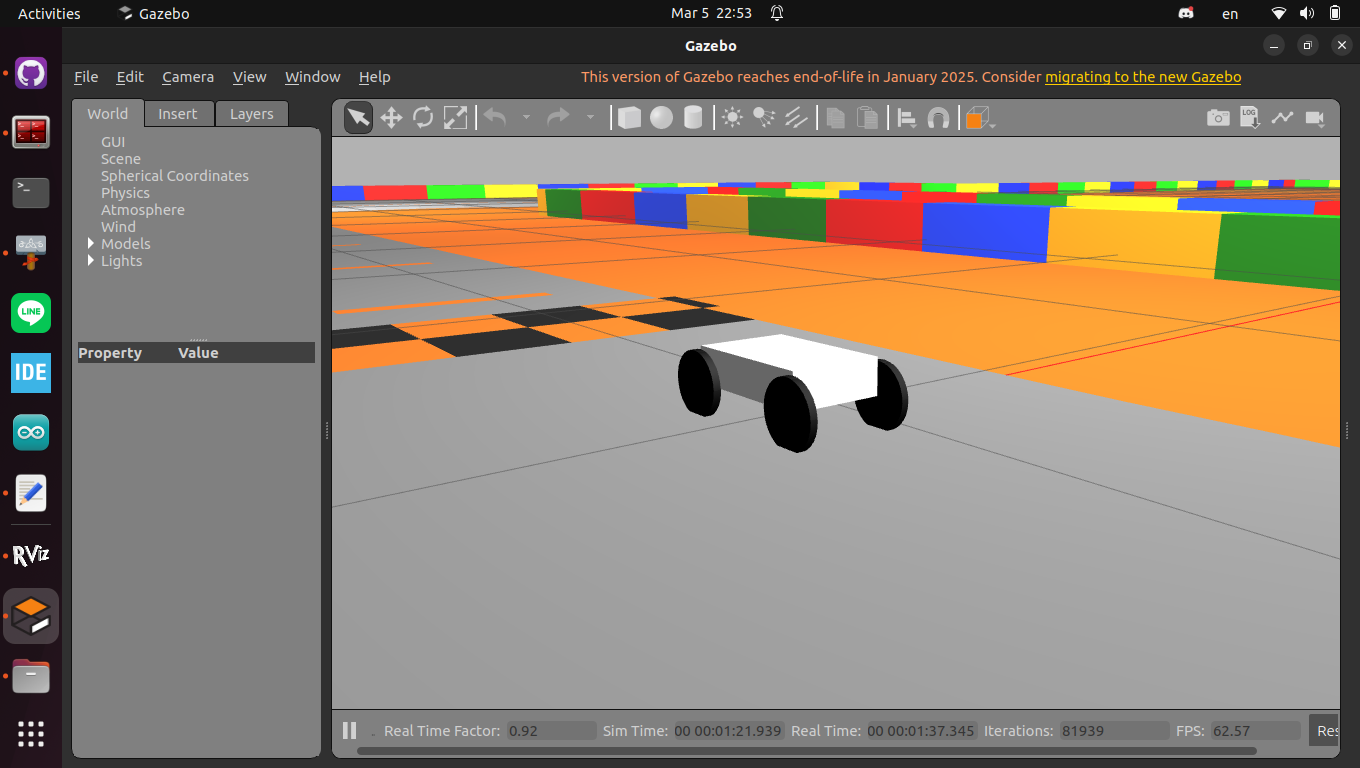 Activities Gazebo Mar 5 22:53 en
Gazebo
File Edit Camera View Window Help This version of Gazebo reaches end-of-life in January 2025. Consider migrating to the new Gazebo
World Insert Layers
LOG
GUI
Scene
Spherical Coordinates
Physics
Atmosphere
Wind
Models
Lights
Property Value
>_
LINE
IDE
RViz
Real Time Factor: 0.92 Sim Time: 00 00:01:21.939 Real Time: 00 00:01:37.345 Iterations: 81939 FPS: 62.57 Res